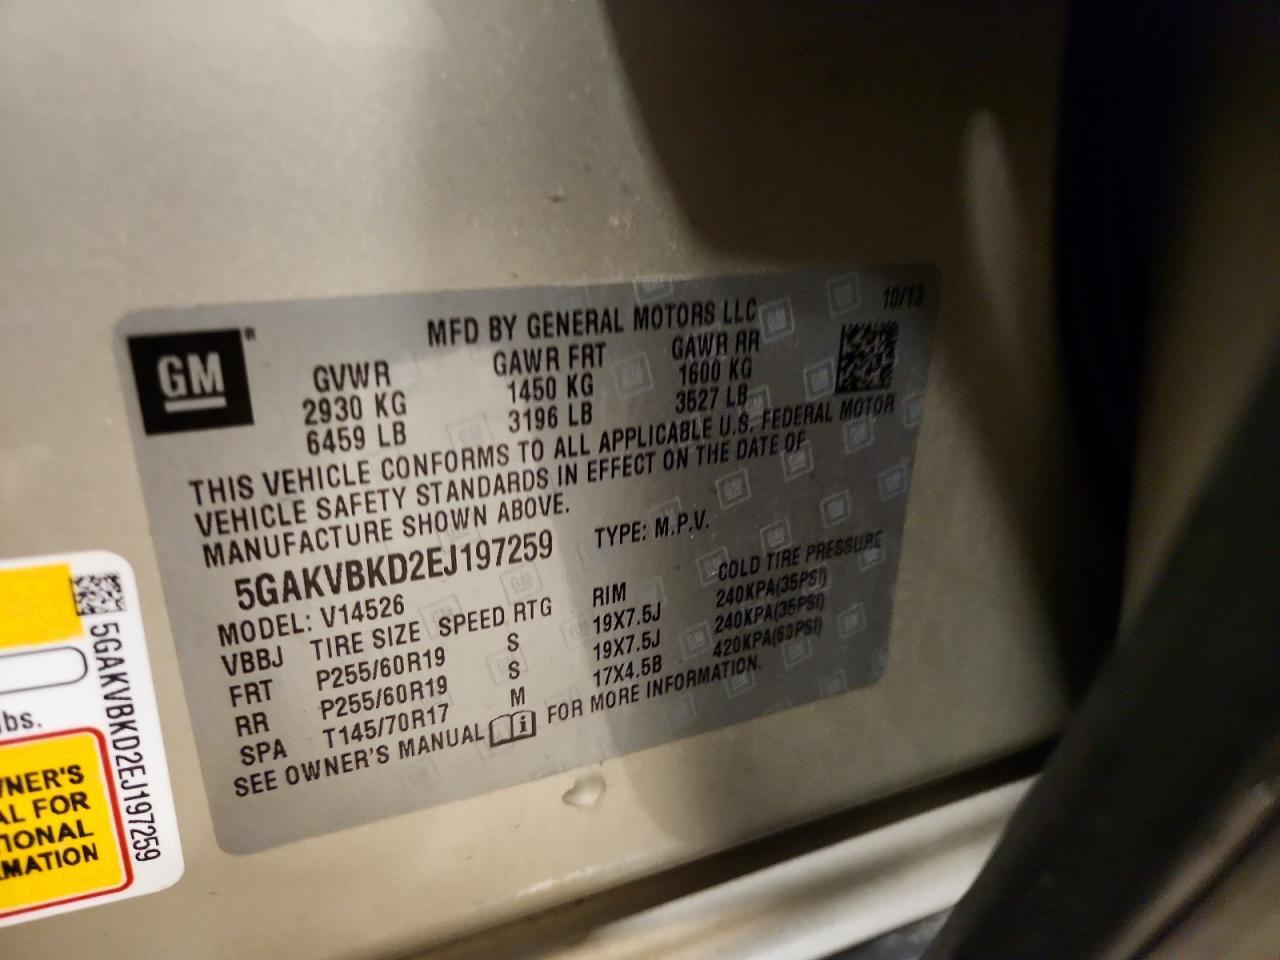 MFD BY GENERAL MOTORS LLC 10/13
GM®
GVWR GAWR FRT GAWR RR
2930 KG 1450 KG 1600 KG
6459 LB 3196 LB 3527 LB
THIS VEHICLE CONFORMS TO ALL APPLICABLE U.S. FEDERAL MOTOR
VEHICLE SAFETY STANDARDS IN EFFECT ON THE DATE OF
MANUFACTURE SHOWN ABOVE.
5GAKVBKD2EJ197259 TYPE: M.P.V.
MODEL: V14526
VBBJ TIRE SIZE SPEED RTG RIM COLD TIRE PRESSURE
FRT P255/60R19 S 19X7.5J 240KPA(35PSI)
RR P255/60R19 S 19X7.5J 240KPA(35PSI)
SPA T145/70R17 M 17X4.5B 420KPA(60PSI)
SEE OWNER'S MANUAL i FOR MORE INFORMATION.
5GAKVBKD2EJ197259
lbs.
WNER'S
AL FOR
TIONAL
RMATION